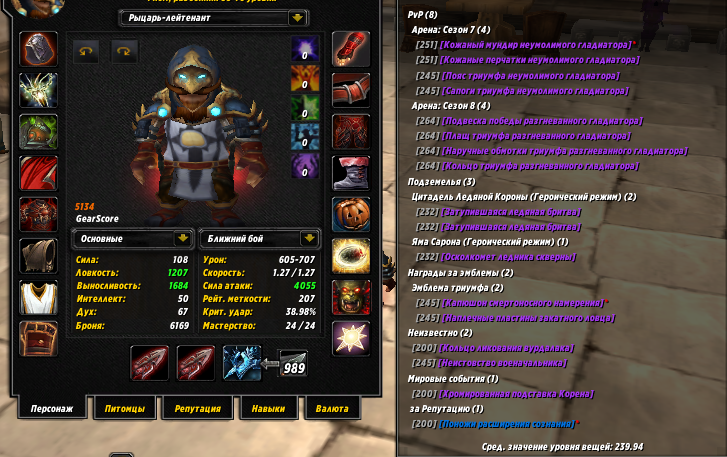 Рыцарь-лейтенант
0
0
0
0
0
5134
GearScore
Основные
Ближний бой
Сила: 108
Ловкость: 1207
Выносливость: 1684
Интеллект: 50
Дух: 67
Броня: 6169
Урон: 605-707
Скорость: 1.27 / 1.27
Сила атаки: 4055
Рейт. меткости: 207
Крит. удар: 38.98%
Мастерство: 24 / 24
989
Персонаж
Питомцы
Репутация
Навыки
Валюта
PvP (8)
Арена: Сезон 7 (4)
[251] [Кожаный мундир неумолимого гладиатора]*
[251] [Кожаные перчатки неумолимого гладиатора]
[245] [Пояс триумфа неумолимого гладиатора]
[245] [Сапоги триумфа неумолимого гладиатора]
Арена: Сезон 8 (4)
[264] [Подвеска победы разгневанного гладиатора]
[264] [Плащ триумфа разгневанного гладиатора]
[264] [Наручные обмотки триумфа разгневанного гладиатора]
[264] [Кольцо триумфа разгневанного гладиатора]
Подземелья (3)
Цитадель Ледяной Короны (Героический режим) (2)
[232] [Затупившаяся ледяная бритва]
[232] [Затупившаяся ледяная бритва]
Яма Сарона (Героический режим) (1)
[232] [Осколкомет ледника скверны]
Награды за эмблемы (2)
Эмблема триумфа (2)
[245] [Капюшон смертоносного намерения]*
[245] [Наплечные пластины закатного ловца]
Неизвестно (2)
[200] [Кольцо ликования вурдалака]
[245] [Неистовство военачальника]
Мировые события (1)
[200] [Хромированная подставка Корена]
за Репутацию (1)
[200] [Поножи расширения сознания]*
Сред. значение уровня вещей: 239.94